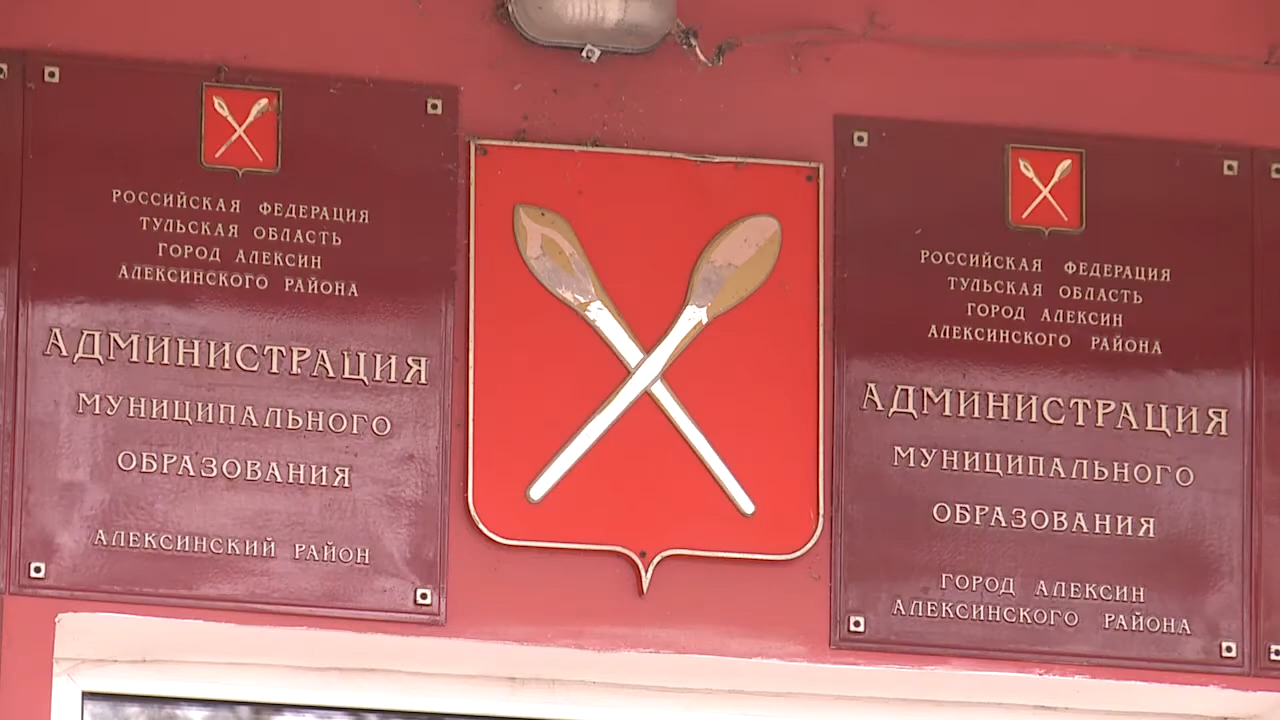 РОССИЙСКАЯ ФЕДЕРАЦИЯ
ТУЛЬСКАЯ ОБЛАСТЬ
ГОРОД АЛЕКСИН
АЛЕКСИНСКОГО РАЙОНА
АДМИНИСТРАЦИЯ
МУНИЦИПАЛЬНОГО
ОБРАЗОВАНИЯ
АЛЕКСИНСКИЙ РАЙОН
РОССИЙСКАЯ ФЕДЕРАЦИЯ
ТУЛЬСКАЯ ОБЛАСТЬ
ГОРОД АЛЕКСИН
АЛЕКСИНСКОГО РАЙОНА
АДМИНИСТРАЦИЯ
МУНИЦИПАЛЬНОГО
ОБРАЗОВАНИЯ
ГОРОД АЛЕКСИН
АЛЕКСИНСКОГО РАЙОНА